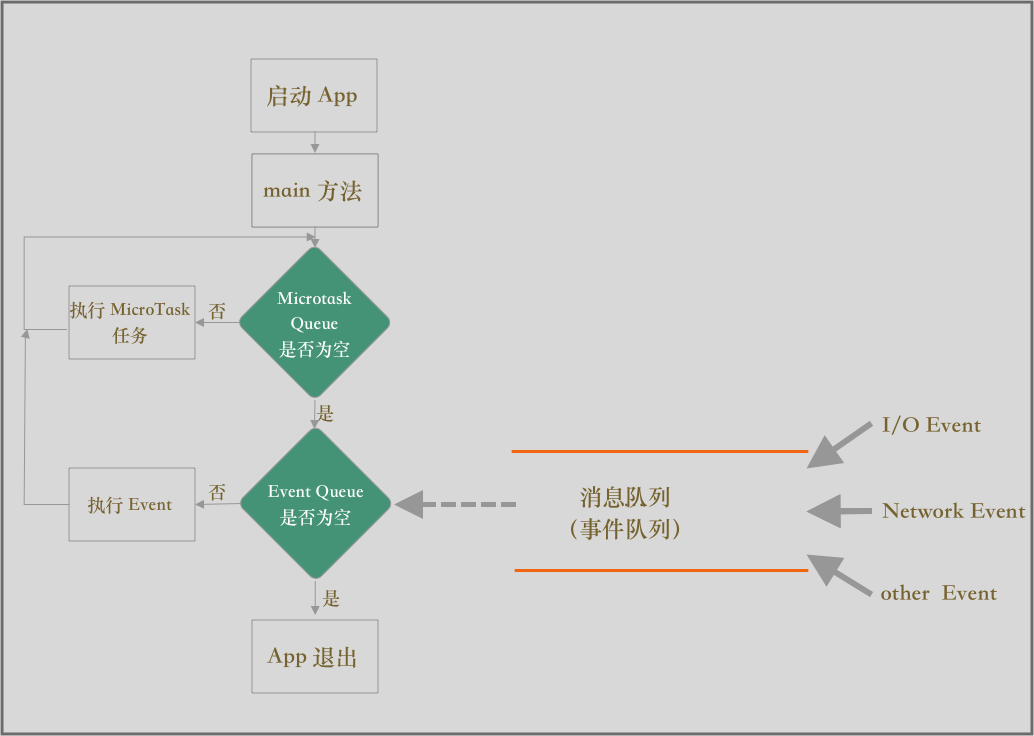 启动 App
main 方法
Microtask
Queue
是否为空
否
执行 MicroTask
任务
是
Event Queue
是否为空
否
执行 Event
是
App 退出
消息队列
（事件队列）
I/O Event
Network Event
other Event